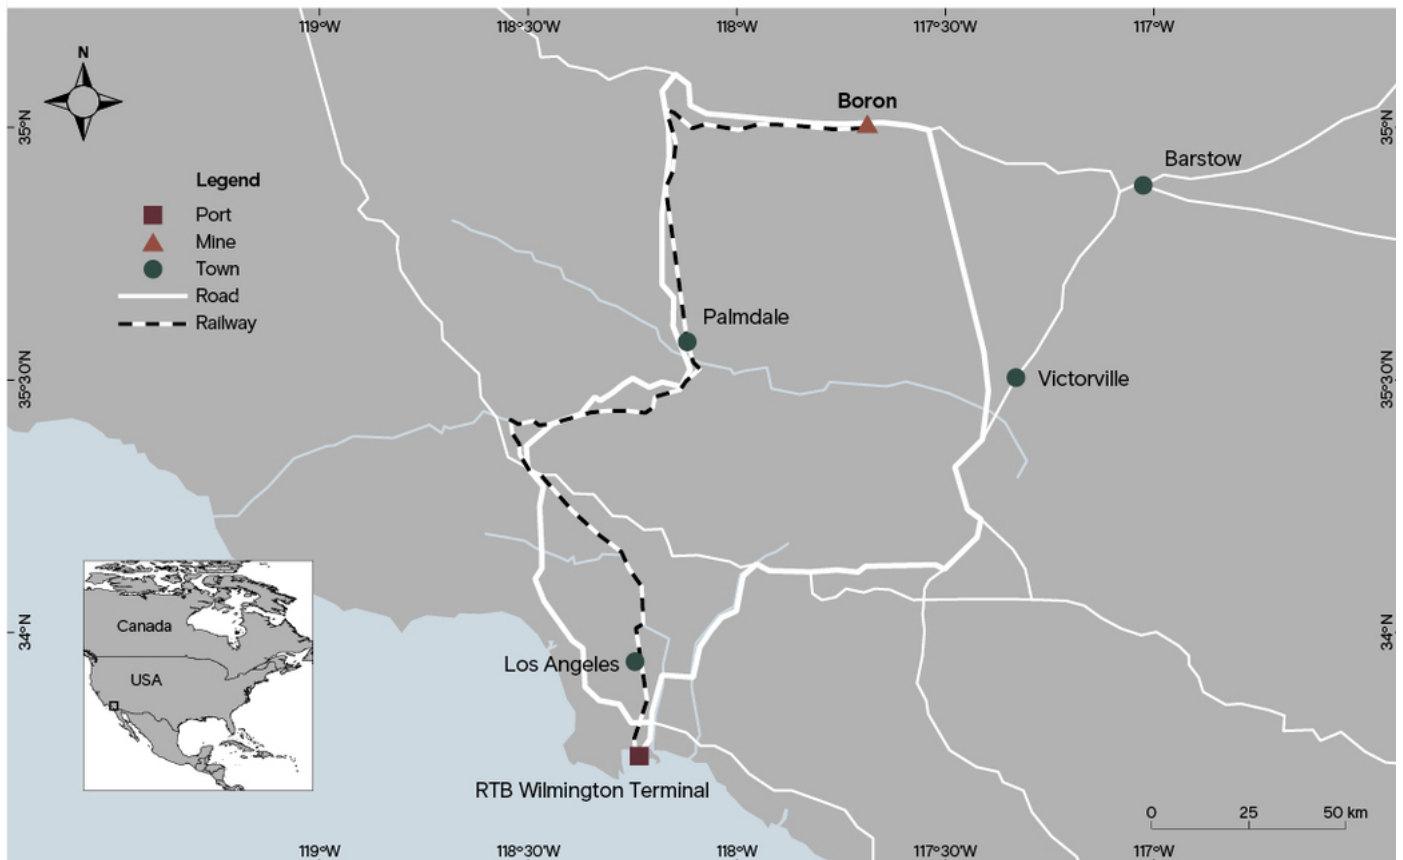 119°W
118°30'W
118°W
117°30'W
117°W
N
Boron
35°N
35°N
Barstow
Legend
Port
Mine
Town
Road
Railway
Palmdale
35°30'N
35°30'N
Victorville
Canada
34°N
34°N
Los Angeles
USA
RTB Wilmington Terminal
0 25 50 km
119°W
118°30'W
118°W
117°30'W
117°W